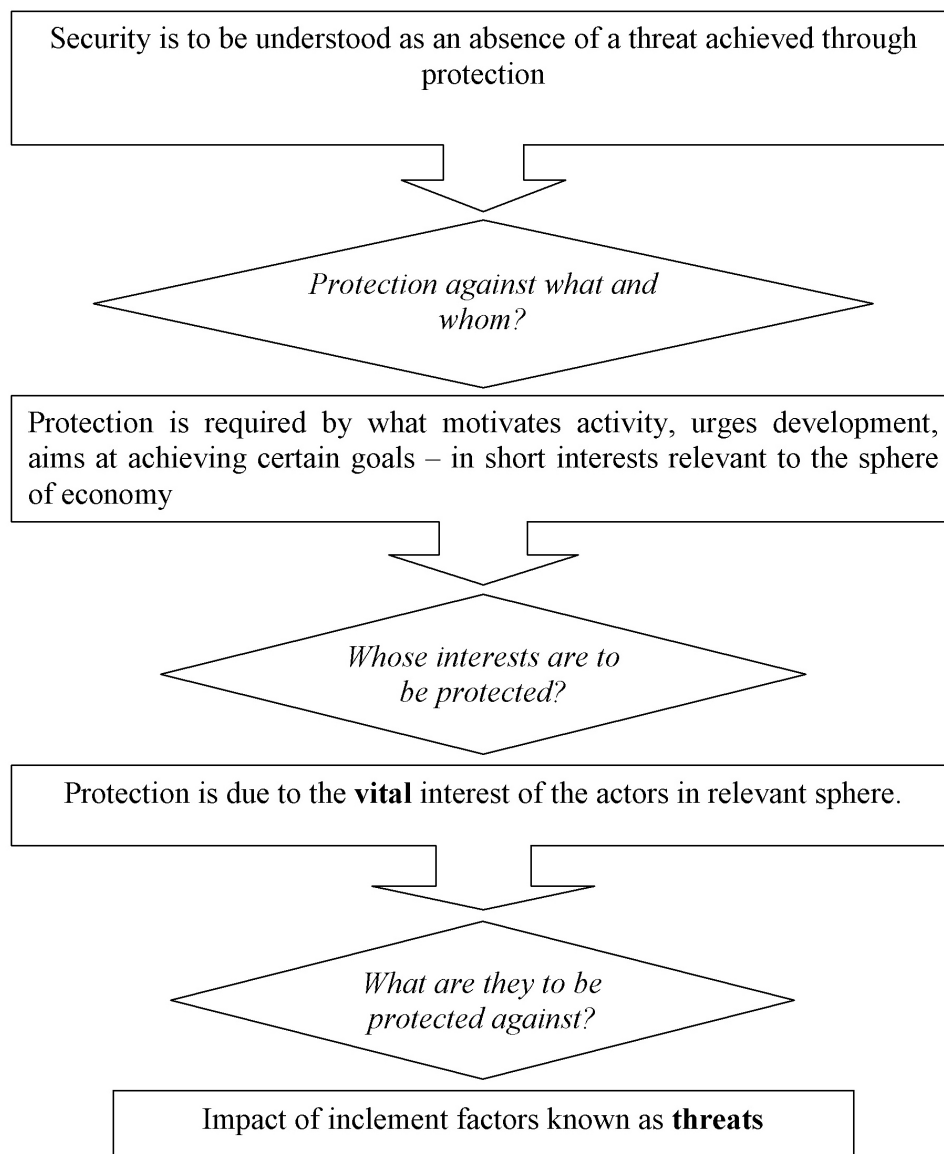 Security is to be understood as an absence of a threat achieved through
protection
Protection against what and
whom?
Protection is required by what motivates activity, urges development,
aims at achieving certain goals – in short interests relevant to the sphere
of economy
Whose interests are to
be protected?
Protection is due to the vital interest of the actors in relevant sphere.
What are they to be
protected against?
Impact of inclement factors known as threats